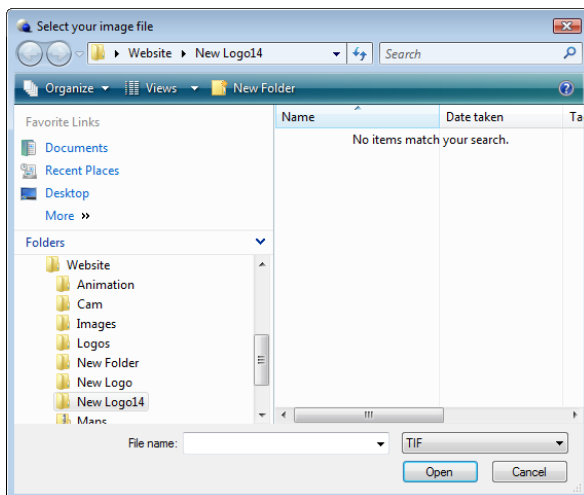 Select your image file
Website ▸ New Logo14
Search
Organize Views New Folder
Favorite Links
Documents
Recent Places
Desktop
More »
Folders
Website
Animation
Cam
Images
Logos
New Folder
New Logo
New Logo14
Maps
Name Date taken Ta
No items match your search.
File name: TIF
Open Cancel